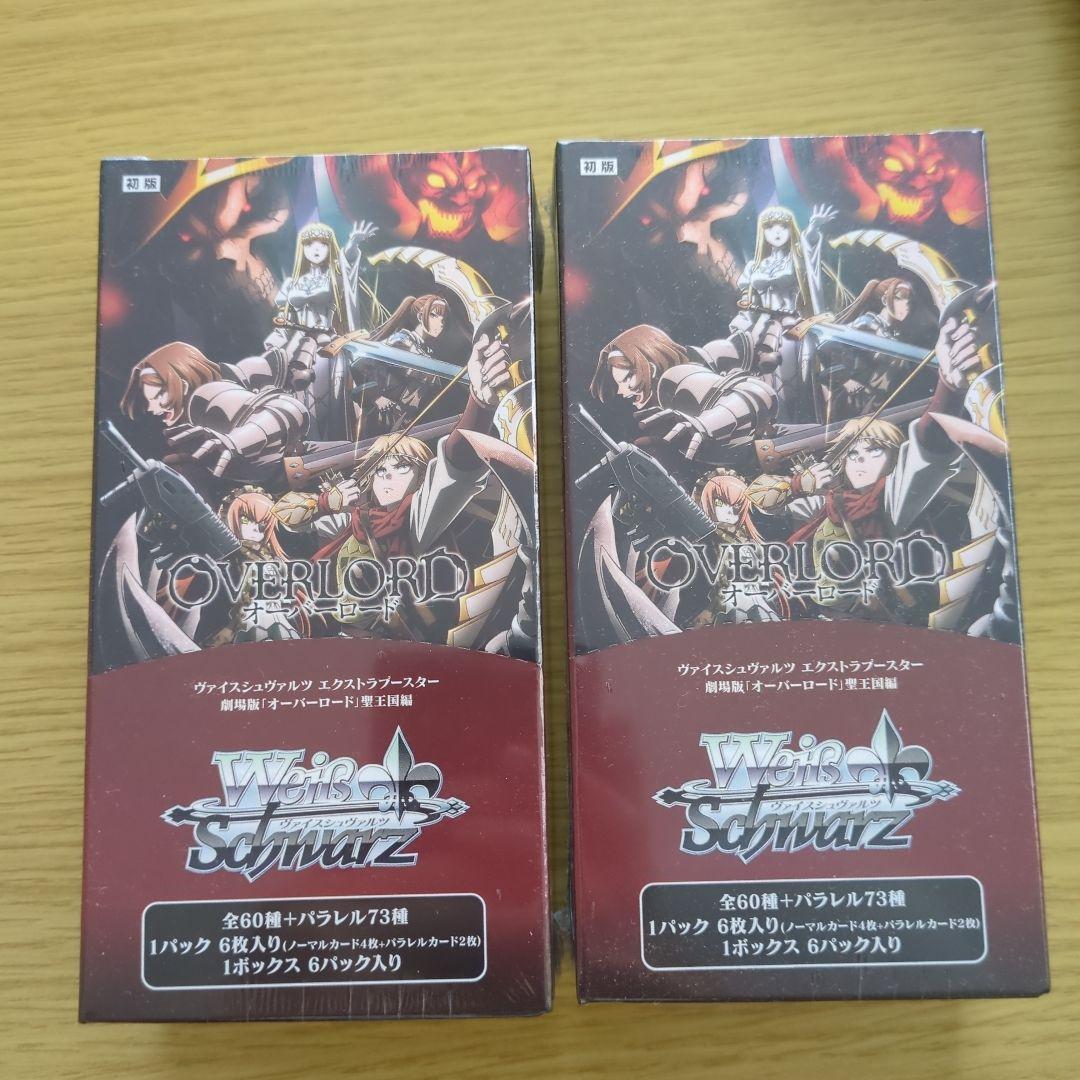 初版
OVERLORD
オーバーロード
ヴァイスシュヴァルツ エクストラブースター
劇場版「オーバーロード」聖王国編
Weiß
ヴァイスシュヴァルツ
Schwarz
全60種+パラレル73種
1パック 6枚入り(ノーマルカード4枚+パラレルカード2枚)
1ボックス 6パック入り
初版
OVERLORD
オーバーロード
ヴァイスシュヴァルツ エクストラブースター
劇場版「オーバーロード」聖王国編
Weiß
ヴァイスシュヴァルツ
Schwarz
全60種+パラレル73種
1パック 6枚入り(ノーマルカード4枚+パラレルカード2枚)
1ボックス 6パック入り